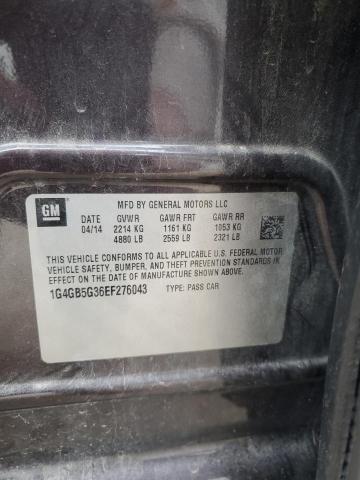 GM
MFD BY GENERAL MOTORS LLC
DATE GVWR GAWR FRT GAWR RR
04/14 2214 KG 1161 KG 1053 KG
4880 LB 2559 LB 2321 LB
THIS VEHICLE CONFORMS TO ALL APPLICABLE U.S. FEDERAL MOTOR
VEHICLE SAFETY, BUMPER, AND THEFT PREVENTION STANDARDS IN
EFFECT ON THE DATE OF MANUFACTURE SHOWN ABOVE.
1G4GB5G36EF276043 TYPE: PASS CAR